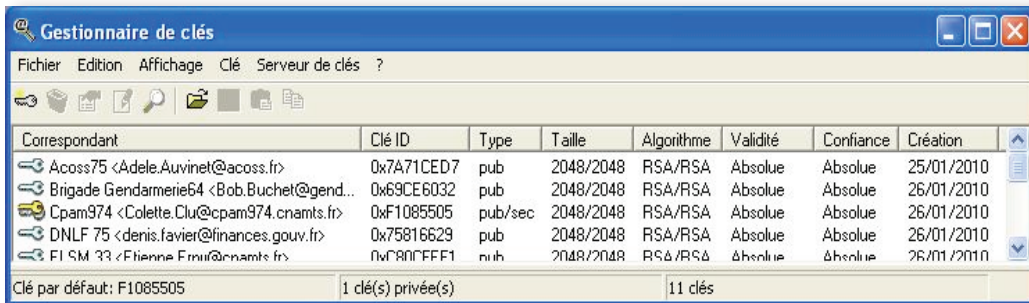 Gestionnaire de clés
Fichier Edition Affichage Clé Serveur de clés ?
Correspondant Clé ID Type Taille Algorithme Validité Confiance Création
Acoss75 <Adele.Auvinet@acoss.fr> 0x7A71CED7 pub 2048/2048 RSA/RSA Absolue Absolue 25/01/2010
Brigade Gendarmerie64 <Bob.Buchet@gend... 0x69CE6032 pub 2048/2048 RSA/RSA Absolue Absolue 26/01/2010
Cpam974 <Colette.Clu@cpam974.cnamts.fr> 0xF1085505 pub/sec 2048/2048 RSA/RSA Absolue Absolue 26/01/2010
DNLF 75 <denis.favier@finances.gouv.fr> 0x75816629 pub 2048/2048 RSA/RSA Absolue Absolue 26/01/2010
ELSM 33 pub 2048/2048 RSA/RSA Absolue Absolue 26/01/2010
Clé par défaut: F1085505 1 clé(s) privée(s) 11 clés